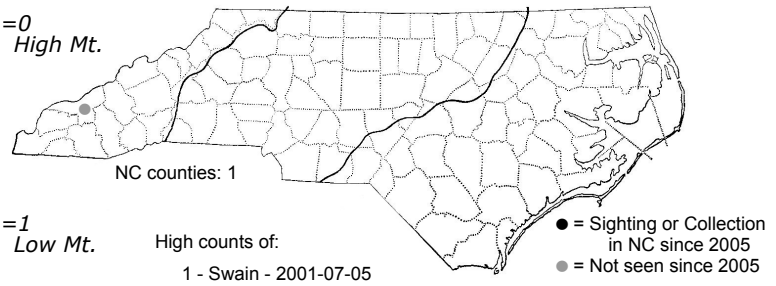 =0
High Mt.
NC counties: 1
=1
Low Mt.
High counts of:
1 - Swain - 2001-07-05
● = Sighting or Collection
in NC since 2005
● = Not seen since 2005